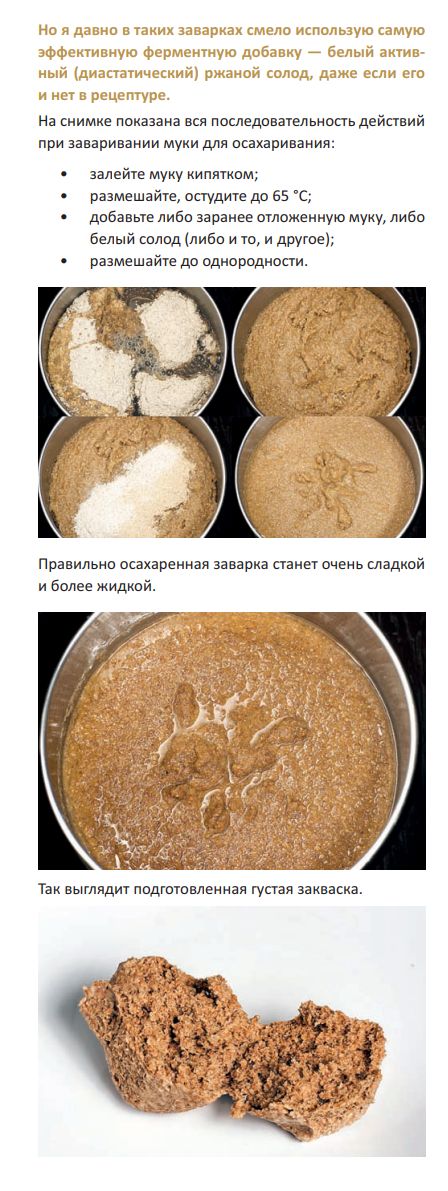 Но я давно в таких заварках смело использую самую
эффективную ферментную добавку — белый актив-
ный (диастатический) ржаной солод, даже если его
и нет в рецептуре.
На снимке показана вся последовательность действий
при заваривании муки для осахаривания:
• залейте муку кипятком;
• размешайте, остудите до 65 °C;
• добавьте либо заранее отложенную муку, либо
белый солод (либо и то, и другое);
• размешайте до однородности.
Правильно осахаренная заварка станет очень сладкой
и более жидкой.
Так выглядит подготовленная густая закваска.